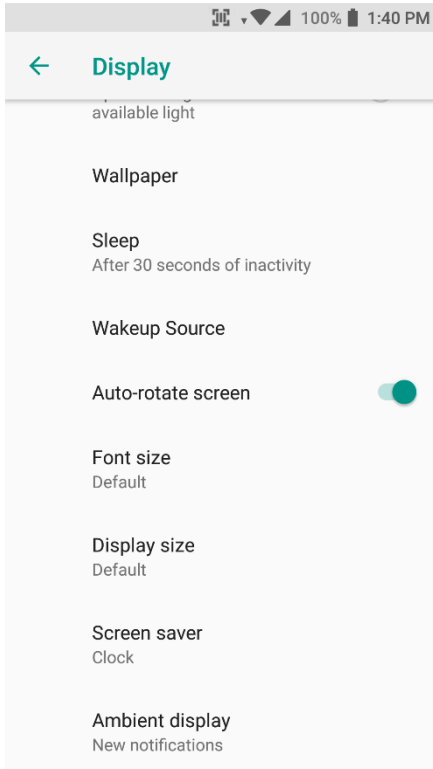 100% 1:40 PM
Display
available light
Wallpaper
Sleep
After 30 seconds of inactivity
Wakeup Source
Auto-rotate screen
Font size
Default
Display size
Default
Screen saver
Clock
Ambient display
New notifications